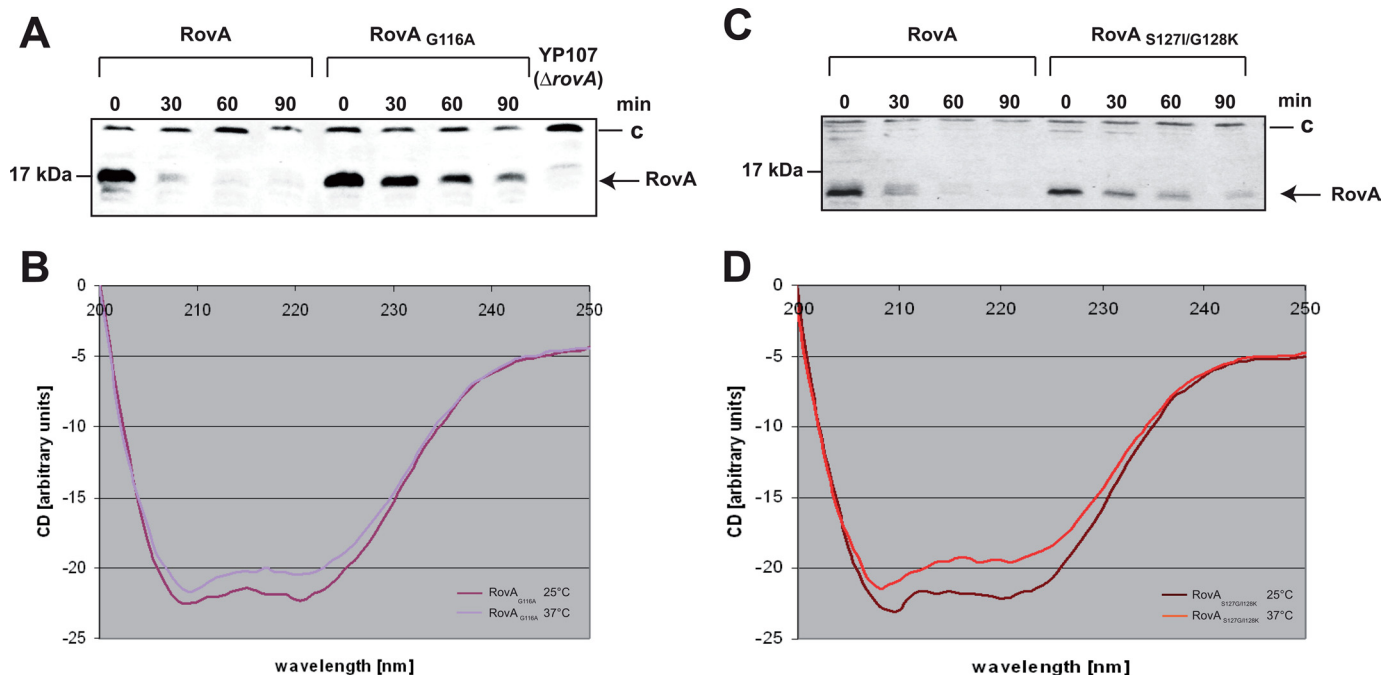 A
RovA
RovA G116A
YP107
(ΔrovA)
0 30 60 90 0 30 60 90 min
c
17 kDa
RovA
C
RovA
RovA S127I/G128K
0 30 60 90 0 30 60 90 min
c
17 kDa
RovA
B
0
200 210 220 230 240 250
-5
-10
-15
-20
-25
CD [arbitrary units]
RovA G116A 25°C
RovA G116A 37°C
wavelength [nm]
D
0
200 210 220 230 240 250
-5
-10
-15
-20
-25
CD [arbitrary units]
RovA S127G/I128K 25°C
RovA S127G/I128K 37°C
wavelength [nm]